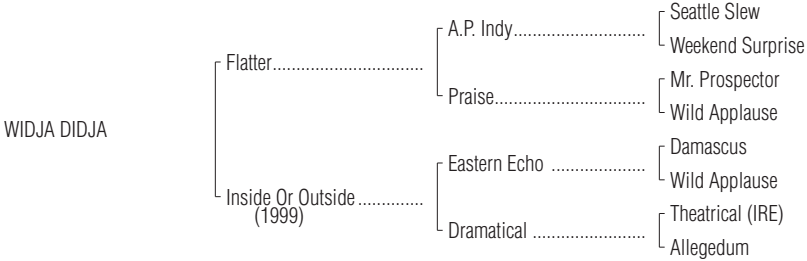 Seattle Slew
A.P. Indy..............................
Weekend Surprise
Flatter..................................
Mr. Prospector
Praise..................................
Wild Applause
WIDJA DIDJA
Damascus
Eastern Echo .....................
Wild Applause
Inside Or Outside...............
(1999)
Theatrical (IRE)
Dramatical ..........................
Allegedum